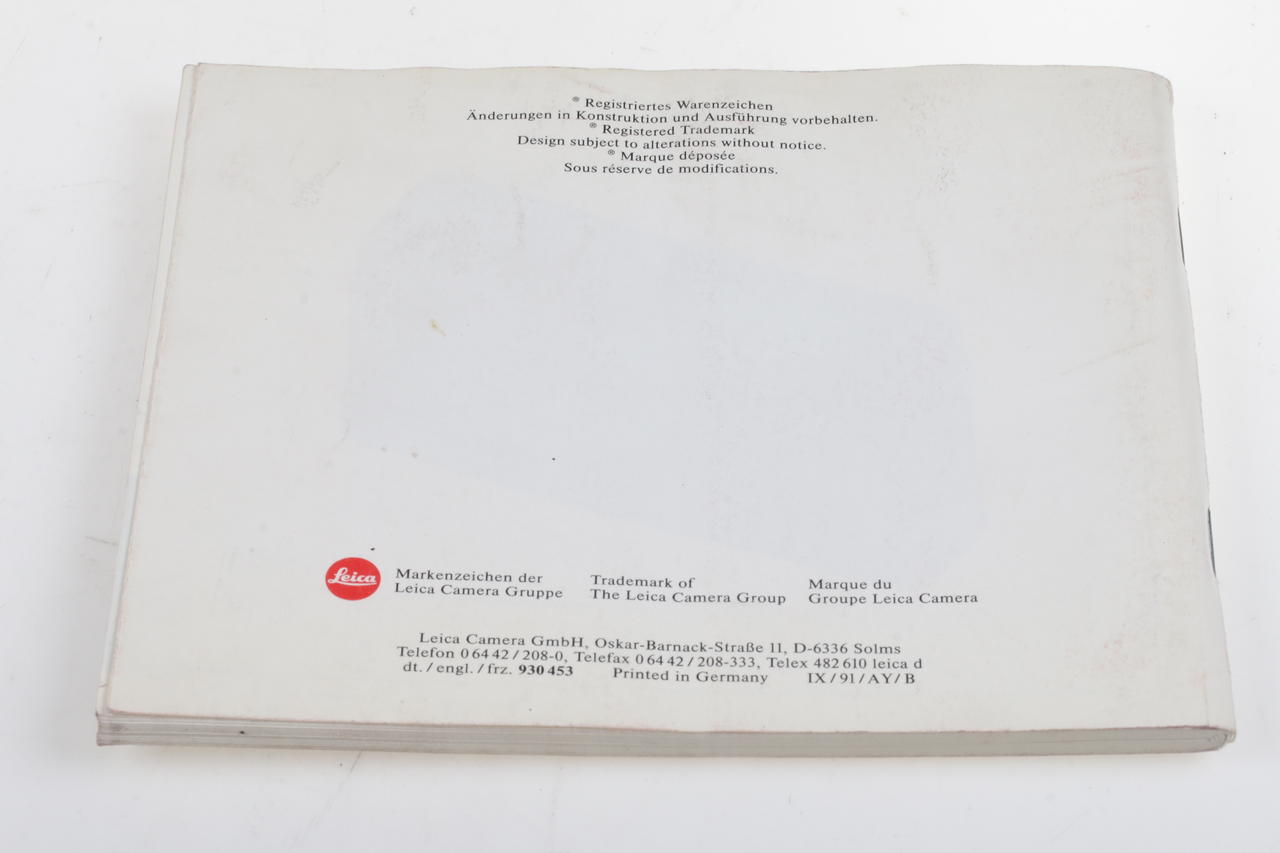 ® Registriertes Warenzeichen
Änderungen in Konstruktion und Ausführung vorbehalten.
® Registered Trademark
Design subject to alterations without notice.
® Marque déposée
Sous réserve de modifications.
Leica
Markenzeichen der
Leica Camera Gruppe
Trademark of
The Leica Camera Group
Marque du
Groupe Leica Camera
Leica Camera GmbH, Oskar-Barnack-Straße 11, D-6336 Solms
Telefon 0 64 42 / 208-0, Telefax 0 64 42 / 208-333, Telex 482 610 leica d
dt. / engl. / frz. 930 453 Printed in Germany IX / 91 / AY / B